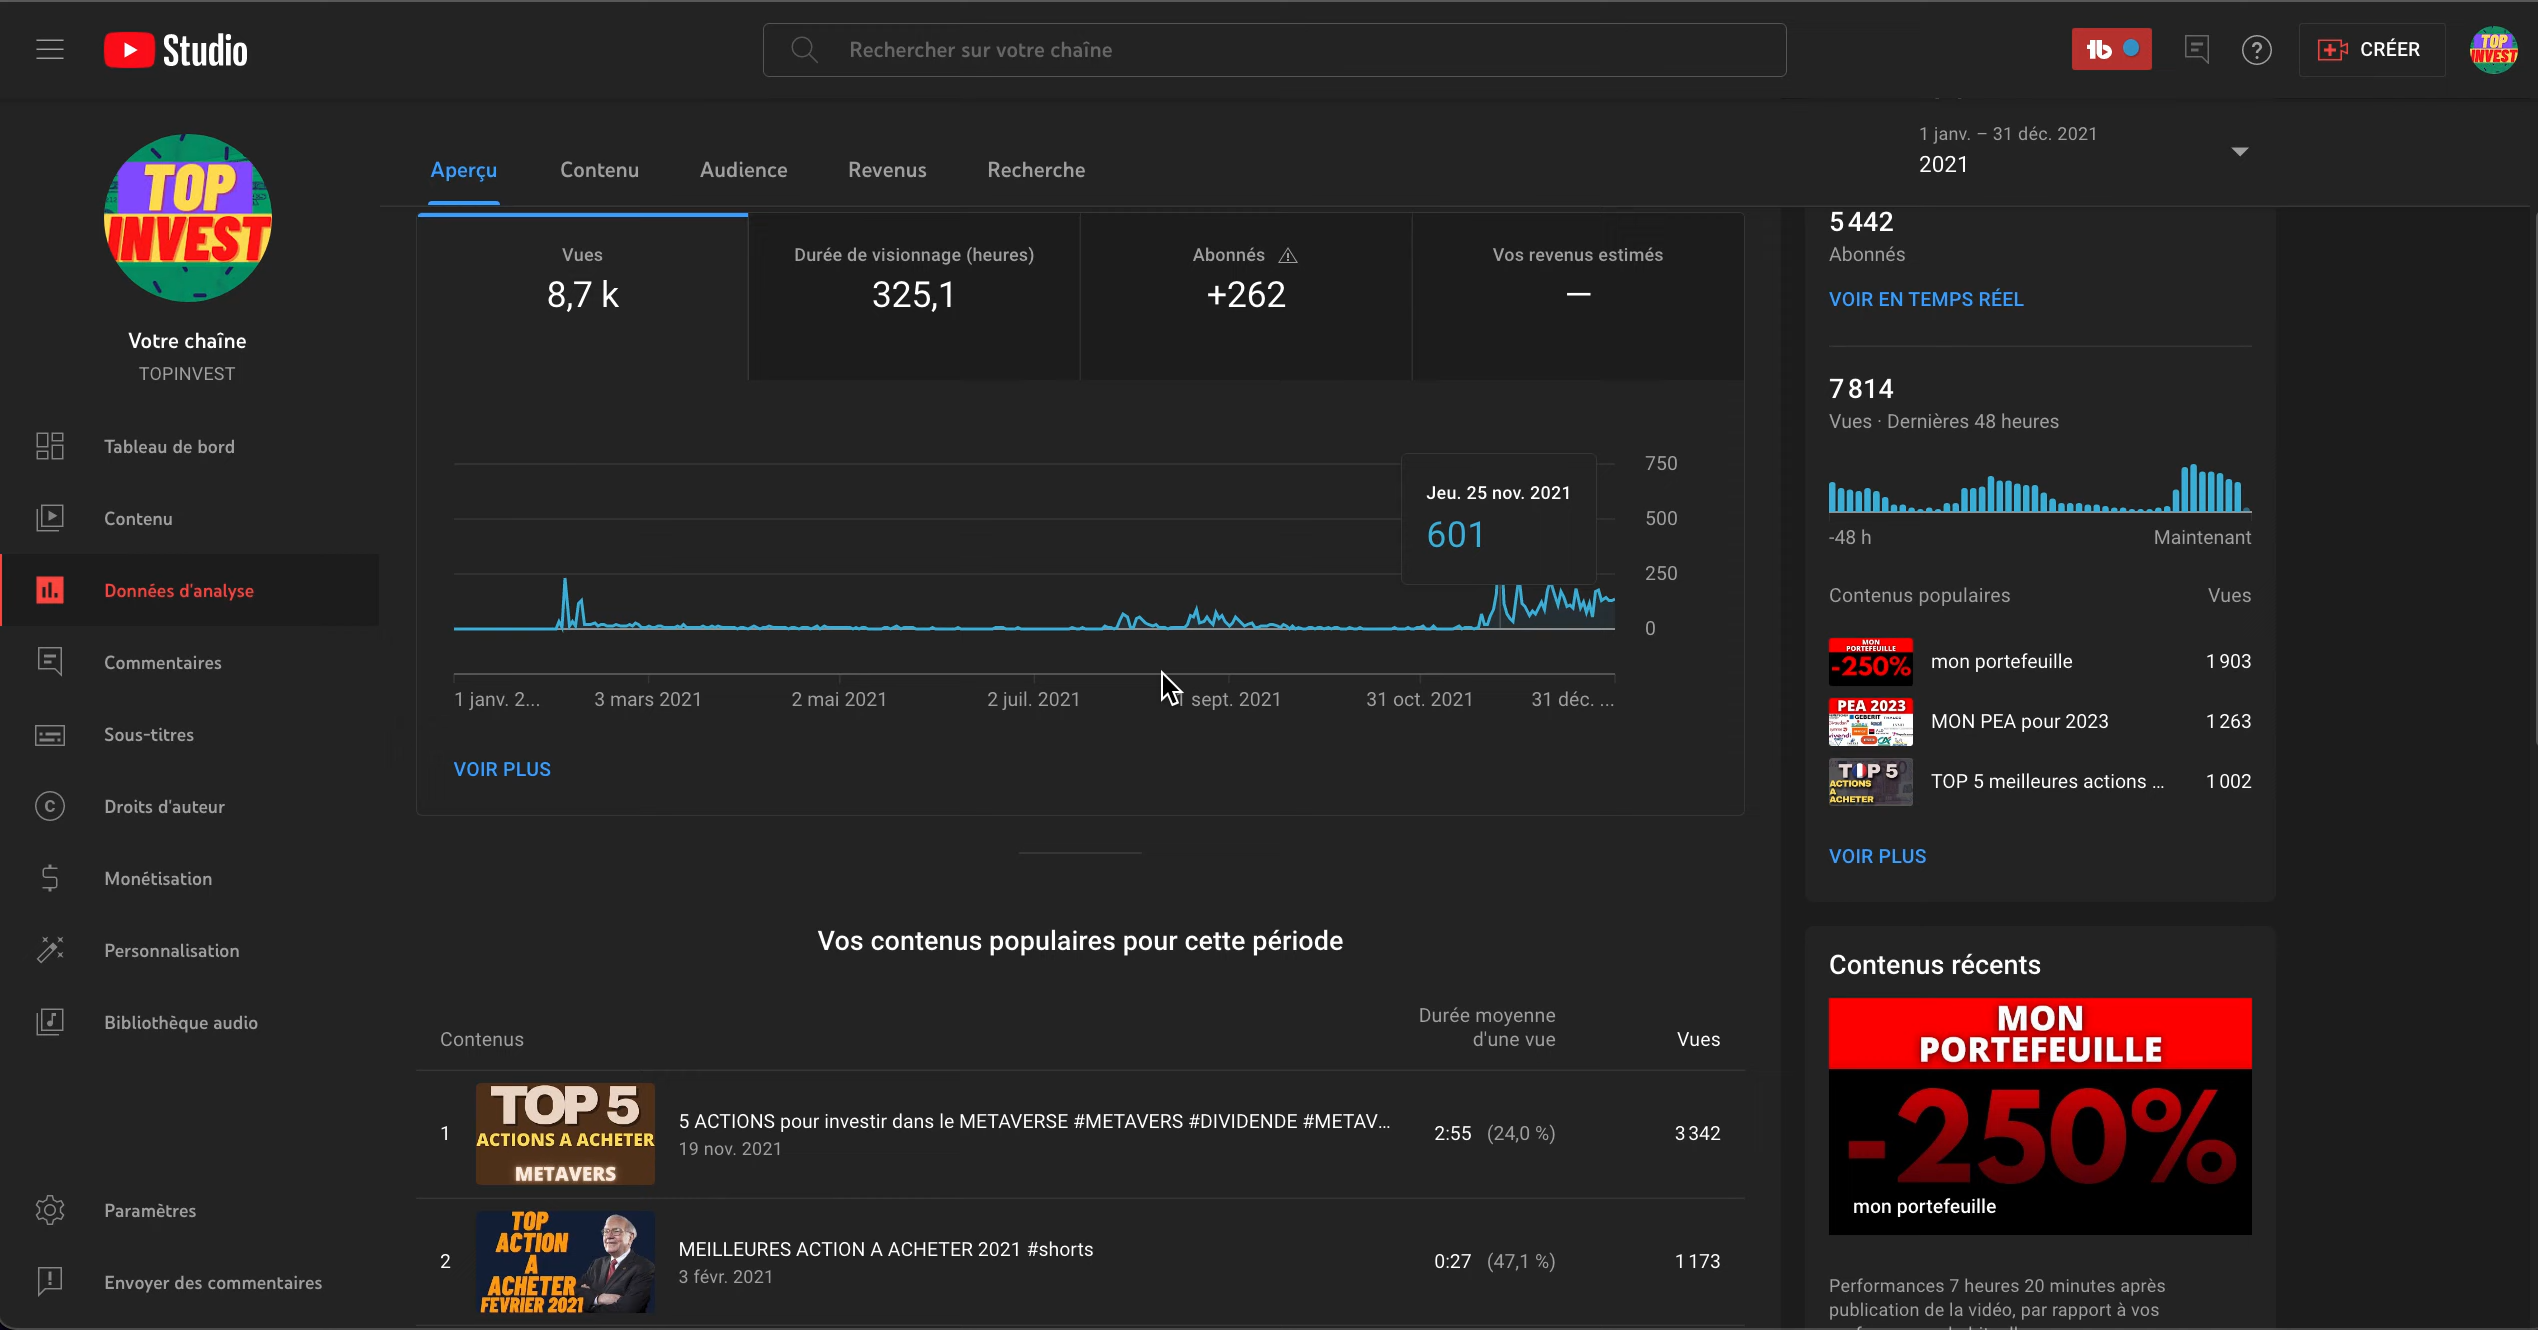 Studio
Rechercher sur votre chaîne
CRÉER
TOP
INVEST
TOP
INVEST
Votre chaîne
TOPINVEST
Tableau de bord
Contenu
Données d'analyse
Commentaires
Sous-titres
Droits d'auteur
Monétisation
Personnalisation
Bibliothèque audio
Paramètres
Envoyer des commentaires
Aperçu
Contenu
Audience
Revenus
Recherche
1 janv. – 31 déc. 2021
2021
Vues
8,7 k
Durée de visionnage (heures)
325,1
Abonnés
+262
Vos revenus estimés
—
750
500
250
0
Jeu. 25 nov. 2021
601
1 janv. 2...
3 mars 2021
2 mai 2021
2 juil. 2021
1 sept. 2021
31 oct. 2021
31 déc. ...
VOIR PLUS
Vos contenus populaires pour cette période
Contenus
Durée moyenne
d'une vue
Vues
1
TOP 5
ACTIONS A ACHETER
METAVERS
5 ACTIONS pour investir dans le METAVERSE #METAVERS #DIVIDENDE #METAV...
19 nov. 2021
2:55 (24,0 %)
3 342
2
TOP
ACTION
A
ACHETER
FEVRIER 2021
MEILLEURES ACTION A ACHETER 2021 #shorts
3 févr. 2021
0:27 (47,1 %)
1 173
5 442
Abonnés
VOIR EN TEMPS RÉEL
7 814
Vues · Dernières 48 heures
-48 h
Maintenant
Contenus populaires
Vues
MON
PORTEFEUILLE
-250%
mon portefeuille
1 903
PEA 2023
MON PEA pour 2023
1 263
TOP 5
ACTIONS
A
ACHETER
TOP 5 meilleures actions ...
1 002
VOIR PLUS
Contenus récents
MON
PORTEFEUILLE
-250%
mon portefeuille
Performances 7 heures 20 minutes après
publication de la vidéo, par rapport à vos